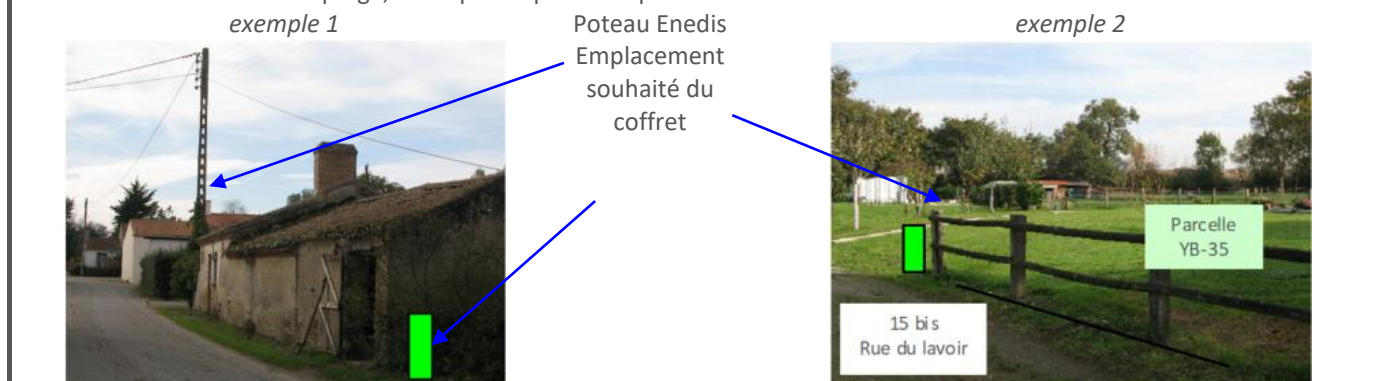 exemple 1
Poteau Enedis
exemple 2
Emplacement
souhaité du
coffret
Parcelle
YB-35
15 bis
Rue du lavoir